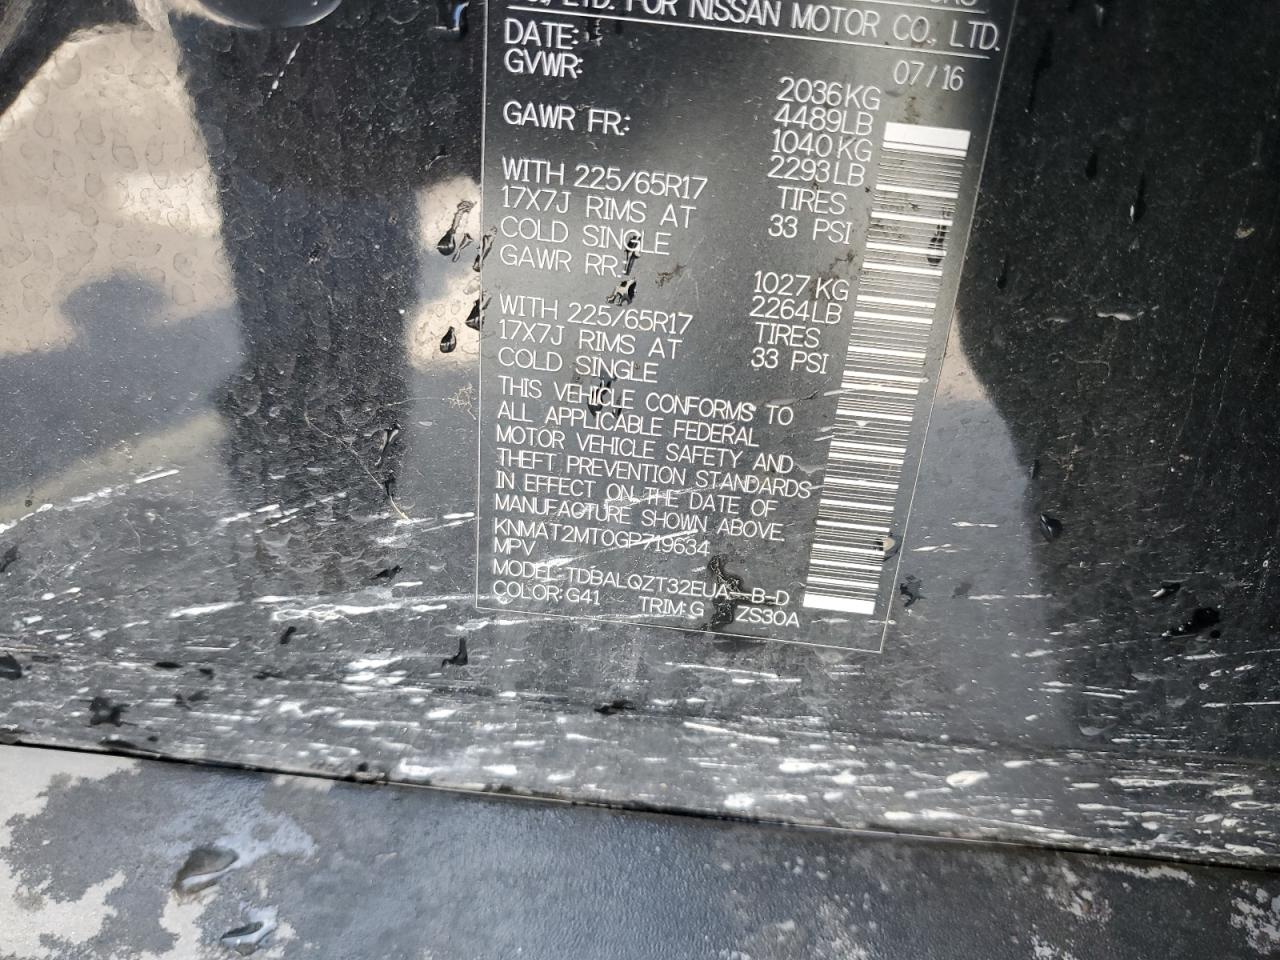 CO., LTD. FOR NISSAN MOTOR CO., LTD.
DATE: 07/16
GVWR: 2036KG
4489LB
GAWR FR: 1040KG
2293LB
WITH 225/65R17 TIRES
17X7J RIMS AT 33 PSI
COLD SINGLE
GAWR RR: 1027KG
2264LB
WITH 225/65R17 TIRES
17X7J RIMS AT 33 PSI
COLD SINGLE
THIS VEHICLE CONFORMS TO
ALL APPLICABLE FEDERAL
MOTOR VEHICLE SAFETY AND
THEFT PREVENTION STANDARDS
IN EFFECT ON THE DATE OF
MANUFACTURE SHOWN ABOVE.
KNMAT2MT0GP719634
MPV
MODEL: TDBALQZT32EUA--B-D
COLOR: G41 TRIM: G ZS30A